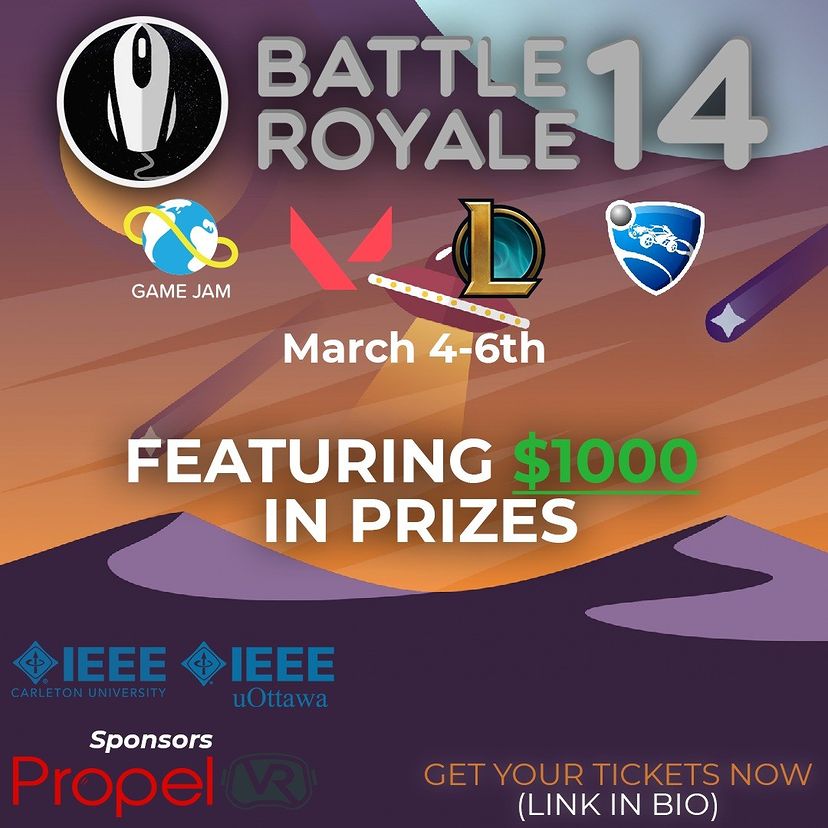 BATTLE
ROYALE 14
GAME JAM
L
March 4-6th
FEATURING $1000
IN PRIZES
IEEE IEEE
CARLETON UNIVERSITY uOttawa
Sponsors
Propel VR
GET YOUR TICKETS NOW
(LINK IN BIO)